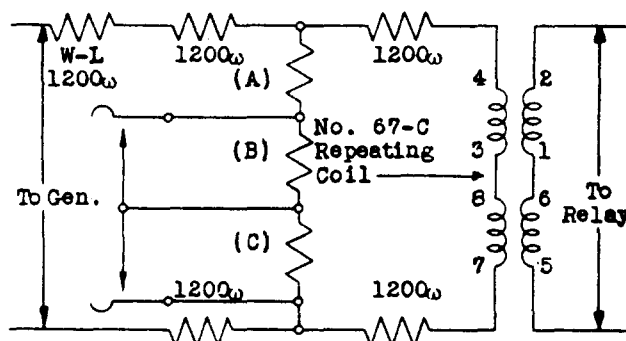 W-L
1200ω
1200ω
1200ω
(A)
4
2
No. 67-C
Repeating
Coil
(B)
3
1
To Gen.
8
6
To
Relay
(C)
7
5
1200ω
1200ω